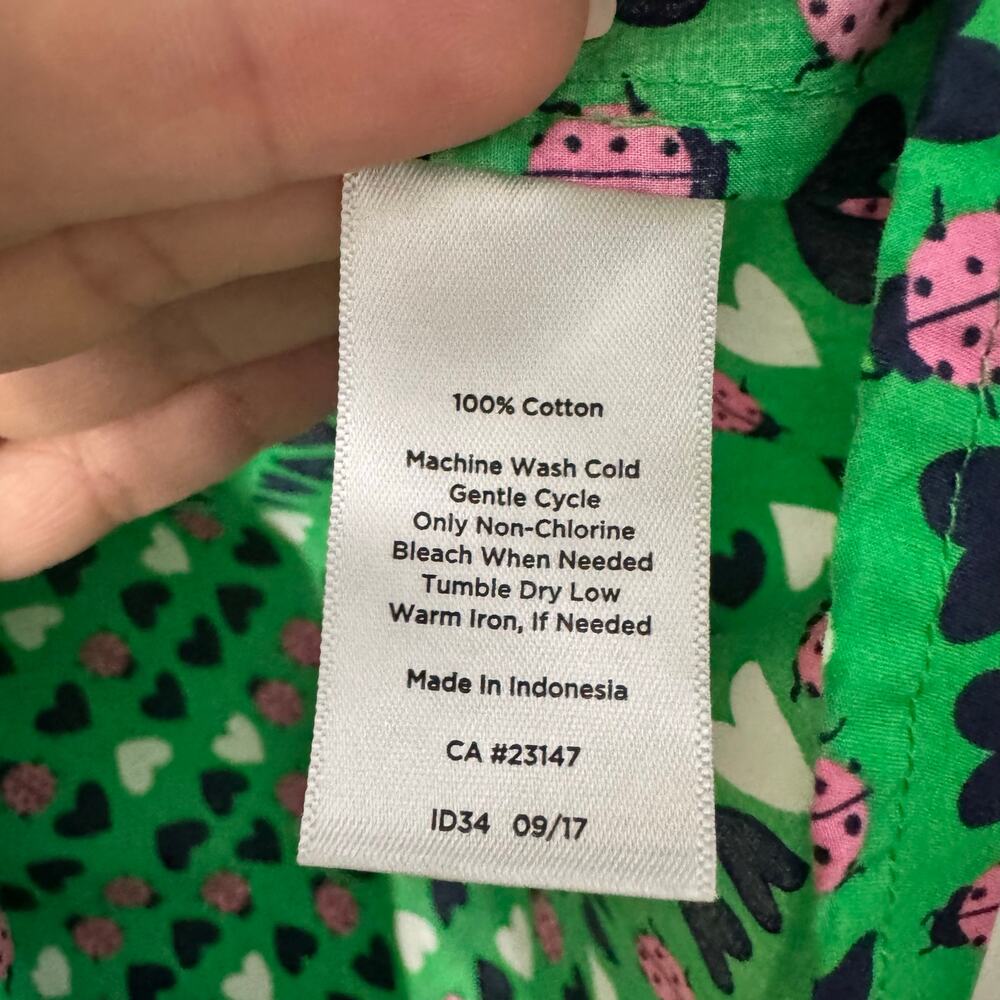 100% Cotton
Machine Wash Cold
Gentle Cycle
Only Non-Chlorine
Bleach When Needed
Tumble Dry Low
Warm Iron, If Needed
Made In Indonesia
CA #23147
ID34 09/17